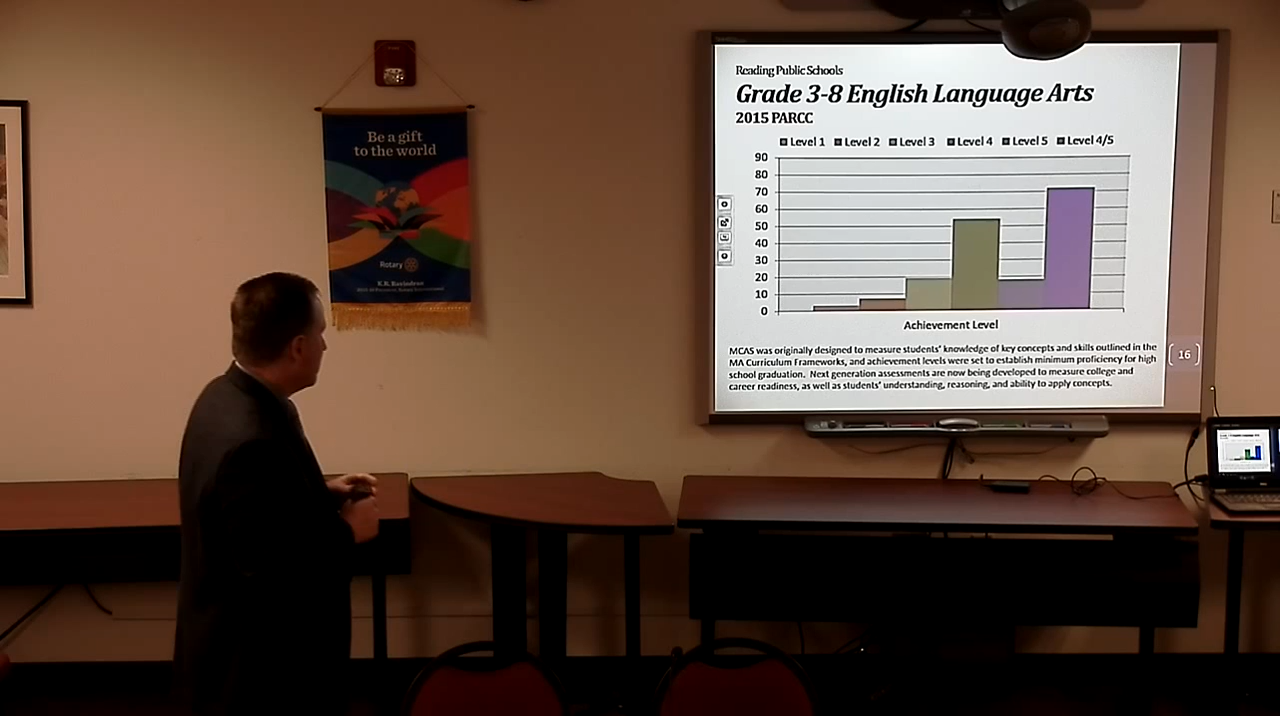 Be a gift
to the world
Rotary
K.R. Ravindran
Reading Public Schools
Grade 3-8 English Language Arts
2015 PARCC
Level 1 Level 2 Level 3 Level 4 Level 5 Level 4/5
90
80
70
60
50
40
30
20
10
0
Achievement Level
MCAS was originally designed to measure students' knowledge of key concepts and skills outlined in the
MA Curriculum Frameworks, and achievement levels were set to establish minimum proficiency for high
school graduation. Next generation assessments are now being developed to measure college and
career readiness, as well as students' understanding, reasoning, and ability to apply concepts.
16